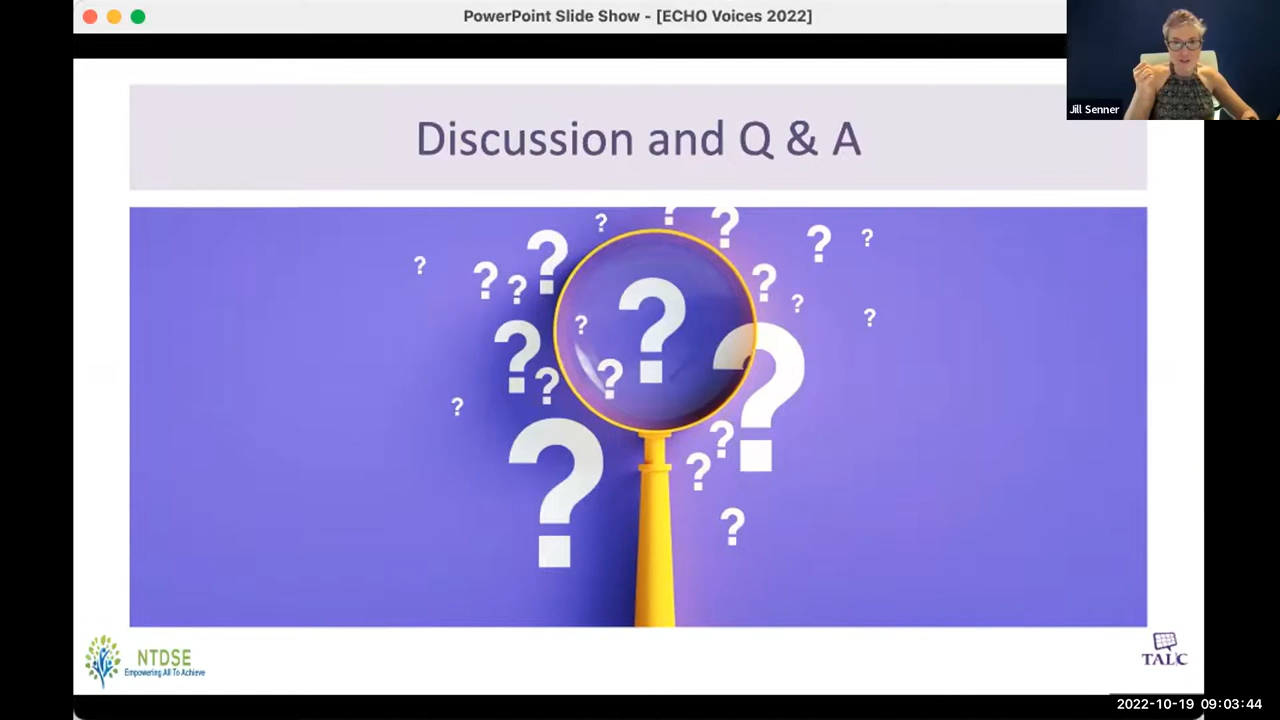 PowerPoint Slide Show - [ECHO Voices 2022]
Jill Senner
Discussion and Q & A
? ? ? ? ? ? ? ? ? ? ? ? ? ? ? ? ? ? ? ? ? ? ?
NTDSE
Empowering All To Achieve
TALC
2022-10-19 09:03:44